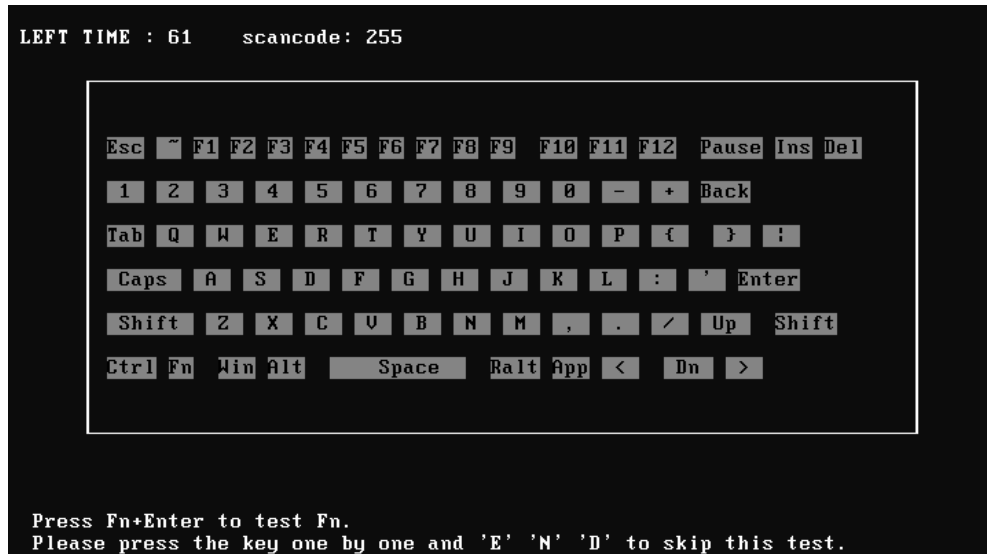 LEFT TIME : 61 scancode: 255
Esc ~ F1 F2 F3 F4 F5 F6 F7 F8 F9 F10 F11 F12 Pause Ins Del
1 2 3 4 5 6 7 8 9 0 - + Back
Tab Q W E R T Y U I O P { } ¦
Caps A S D F G H J K L : ' Enter
Shift Z X C V B N M , . / Up Shift
Ctrl Fn Win Alt Space Ralt App < Dn >
Press Fn+Enter to test Fn.
Please press the key one by one and 'E' 'N' 'D' to skip this test.